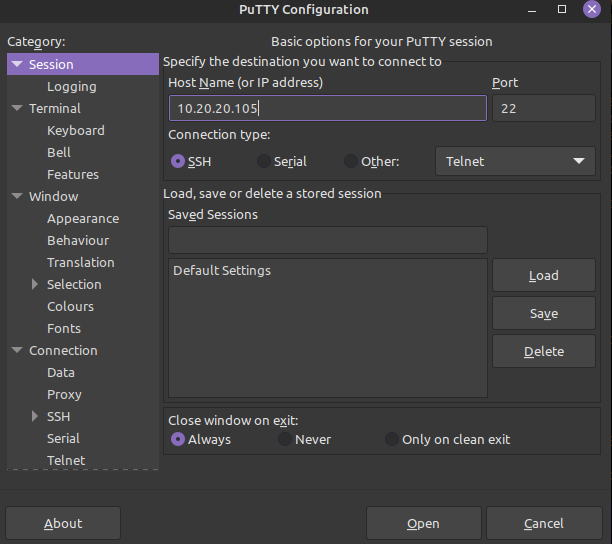 PuTTY Configuration
Category:
Session
Logging
Terminal
Keyboard
Bell
Features
Window
Appearance
Behaviour
Translation
Selection
Colours
Fonts
Connection
Data
Proxy
SSH
Serial
Telnet
Basic options for your PuTTY session
Specify the destination you want to connect to
Host Name (or IP address)
Port
10.20.20.105
22
Connection type:
SSH
Serial
Other:
Telnet
Load, save or delete a stored session
Saved Sessions
Default Settings
Load
Save
Delete
Close window on exit:
Always
Never
Only on clean exit
About
Open
Cancel